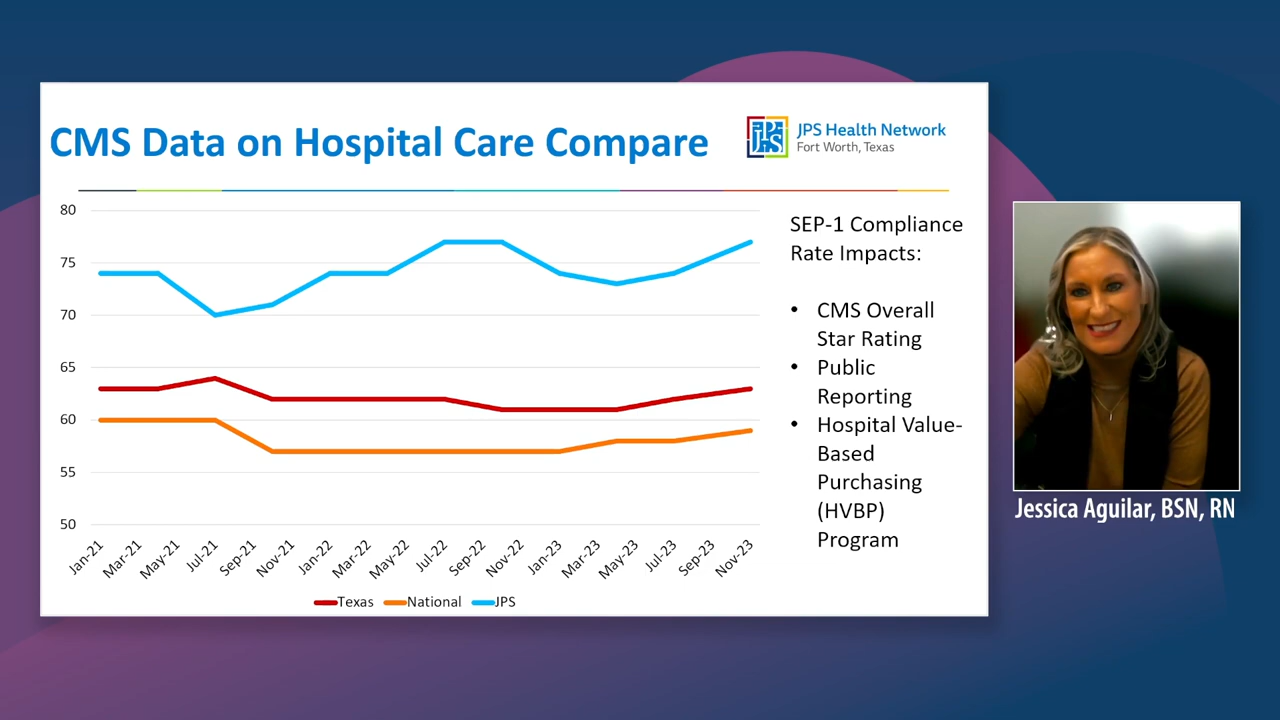 CMS Data on Hospital Care Compare
JPS Health Network
Fort Worth, Texas
80
75
70
65
60
55
50
Jan-21
Mar-21
May-21
Jul-21
Sep-21
Nov-21
Jan-22
Mar-22
May-22
Jul-22
Sep-22
Nov-22
Jan-23
Mar-23
May-23
Jul-23
Sep-23
Nov-23
Texas National JPS
SEP-1 Compliance
Rate Impacts:
• CMS Overall
Star Rating
• Public
Reporting
• Hospital Value-
Based
Purchasing
(HVBP)
Program
Jessica Aguilar, BSN, RN